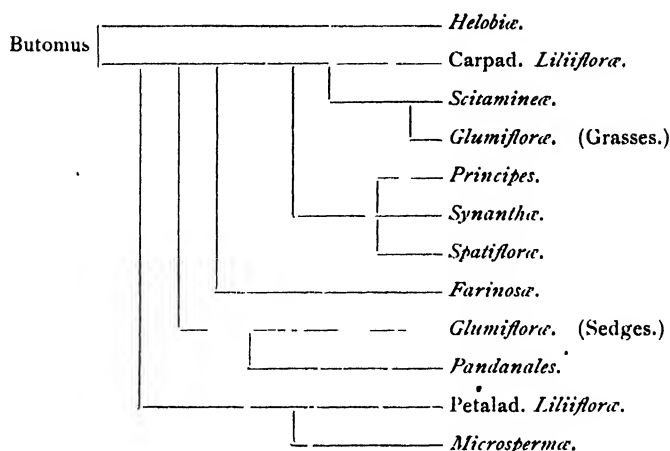 Helobiæ.
Butomus
Carpad. Liliifloræ.
Scitamineæ.
Glumifloræ. (Grasses.)
Principes.
Synanthæ.
Spatifloræ.
Farinosæ.
Glumifloræ. (Sedges.)
Pandanales.
Petalad. Liliifloræ.
Microspermæ.